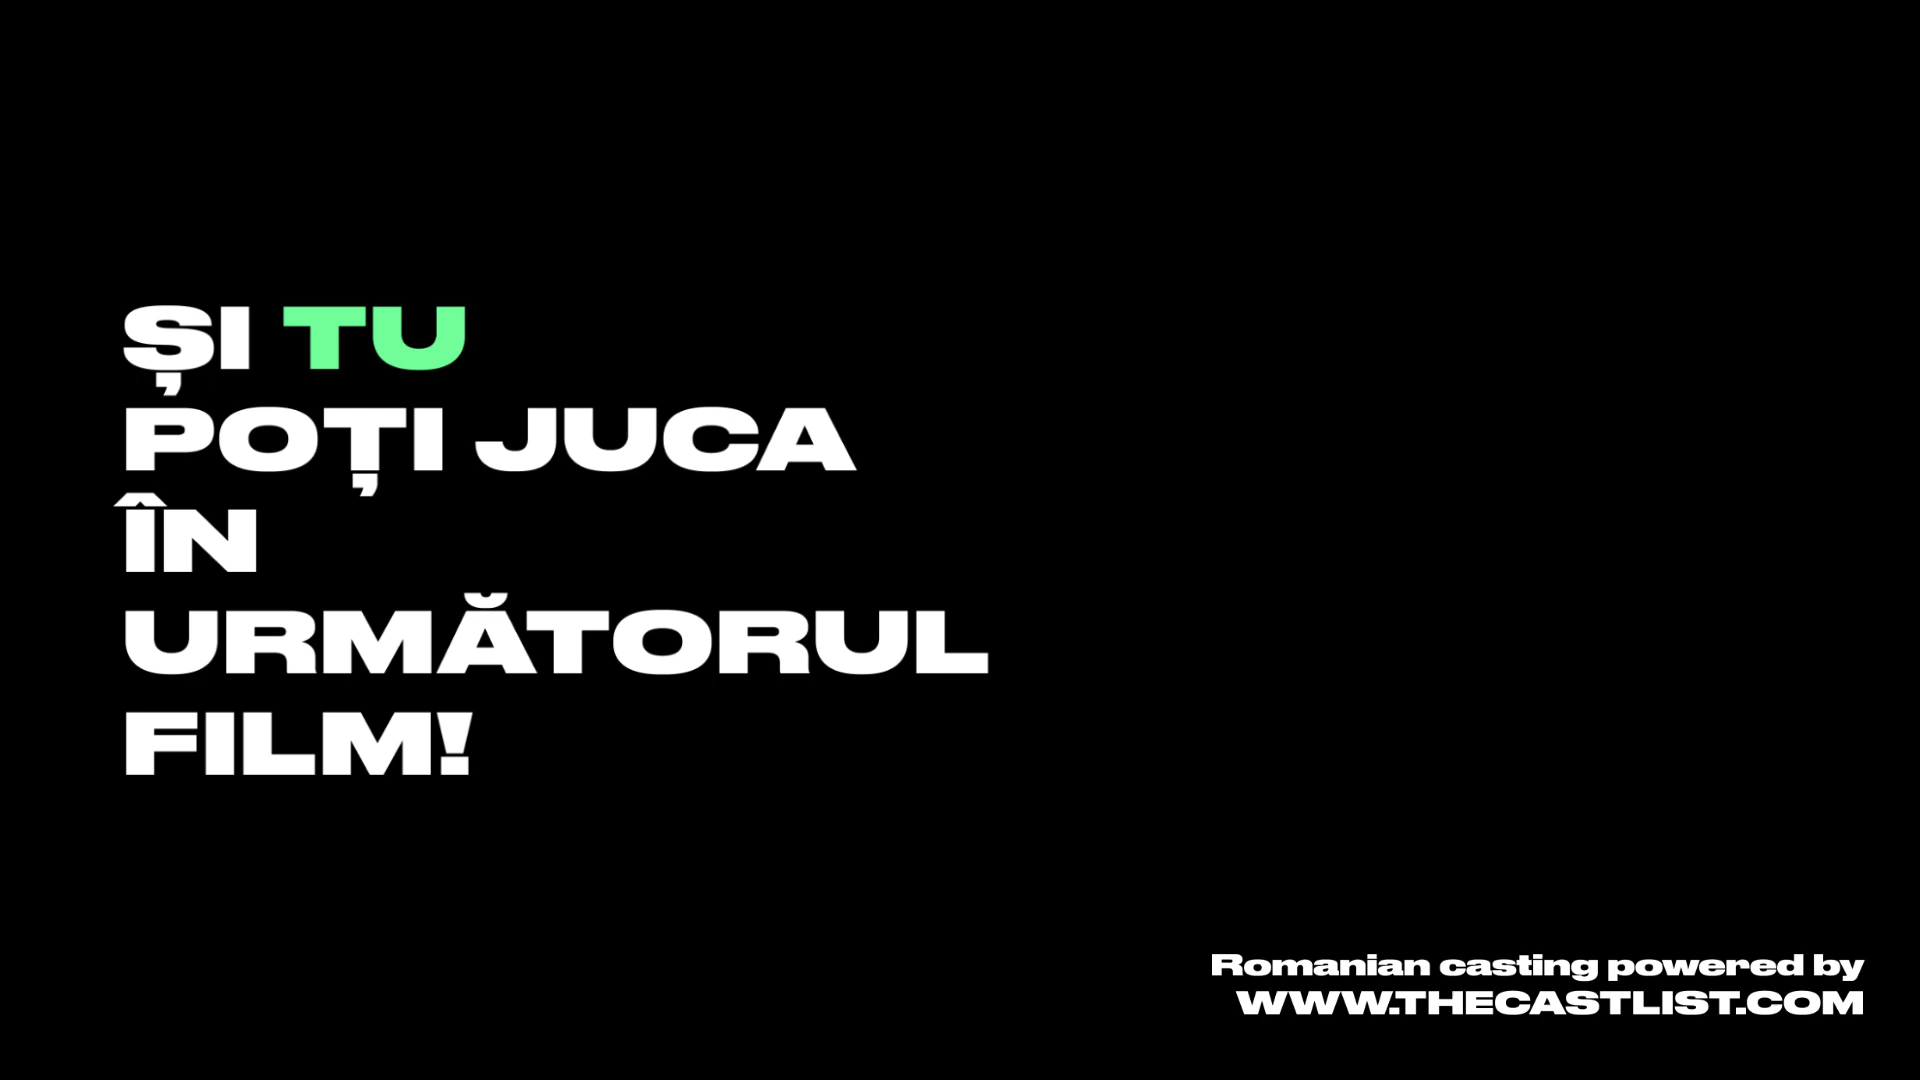 ȘI TU
POȚI JUCA
ÎN
URMĂTORUL
FILM!
Romanian casting powered by
WWW.THECASTLIST.COM